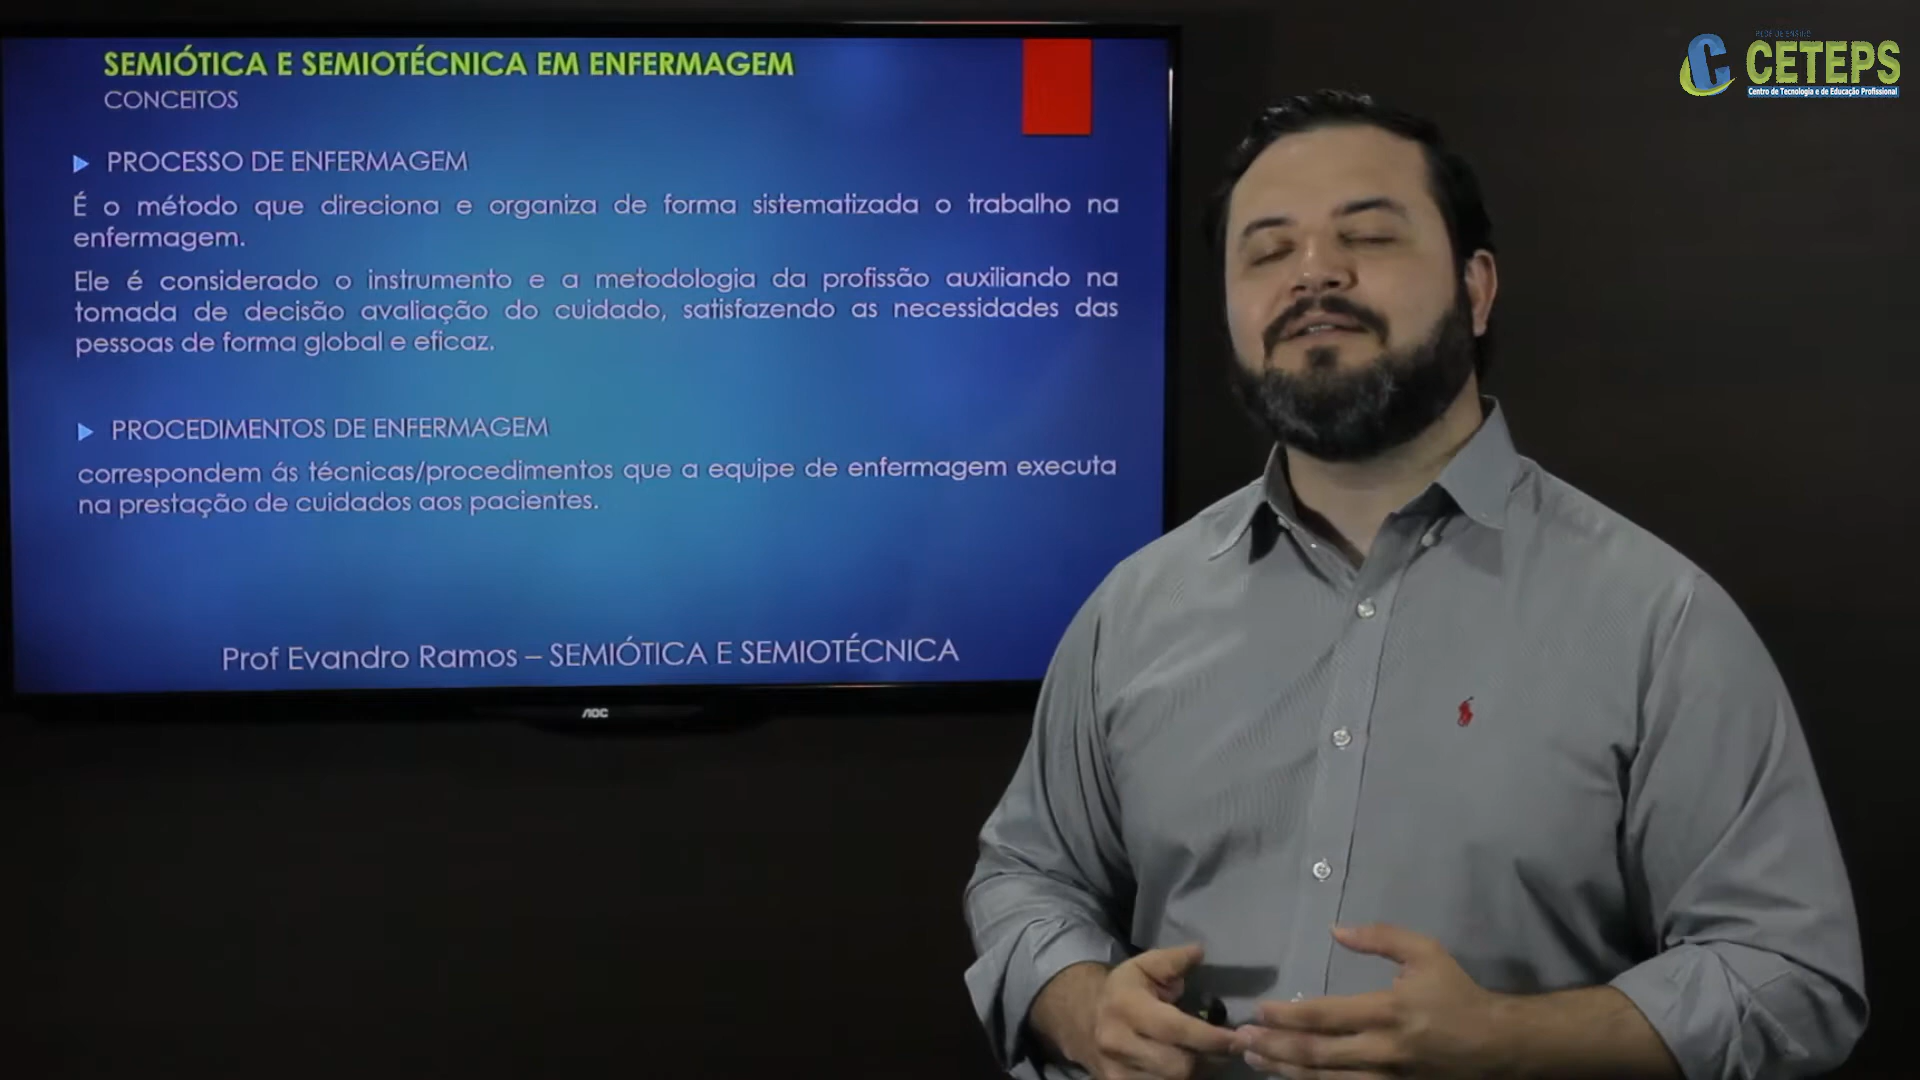 SEMIÓTICA E SEMIOTÉCNICA EM ENFERMAGEM
CONCEITOS
PROCESSO DE ENFERMAGEM
É o método que direciona e organiza de forma sistematizada o trabalho na
enfermagem.
Ele é considerado o instrumento e a metodologia da profissão auxiliando na
tomada de decisão avaliação do cuidado, satisfazendo as necessidades das
pessoas de forma global e eficaz.
PROCEDIMENTOS DE ENFERMAGEM
correspondem ás técnicas/procedimentos que a equipe de enfermagem executa
na prestação de cuidados aos pacientes.
Prof Evandro Ramos – SEMIÓTICA E SEMIOTÉCNICA
AOC
REDE DE ENSINO
CETEPS
Centro de Tecnologia e de Educação Profissional